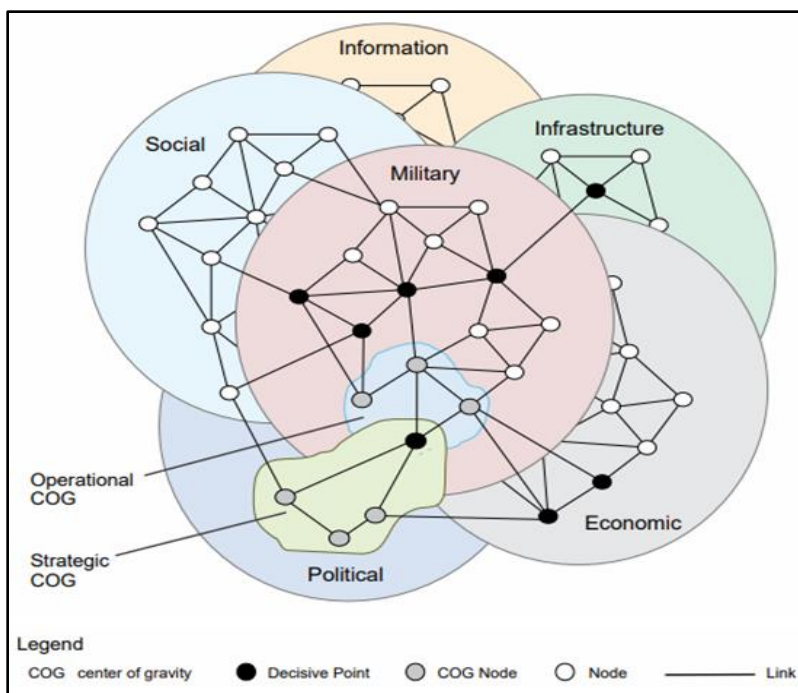 Information
Infrastructure
Social
Military
Operational
COG
Strategic
COG
Economic
Political
Legend
COG center of gravity Decisive Point COG Node Node Link